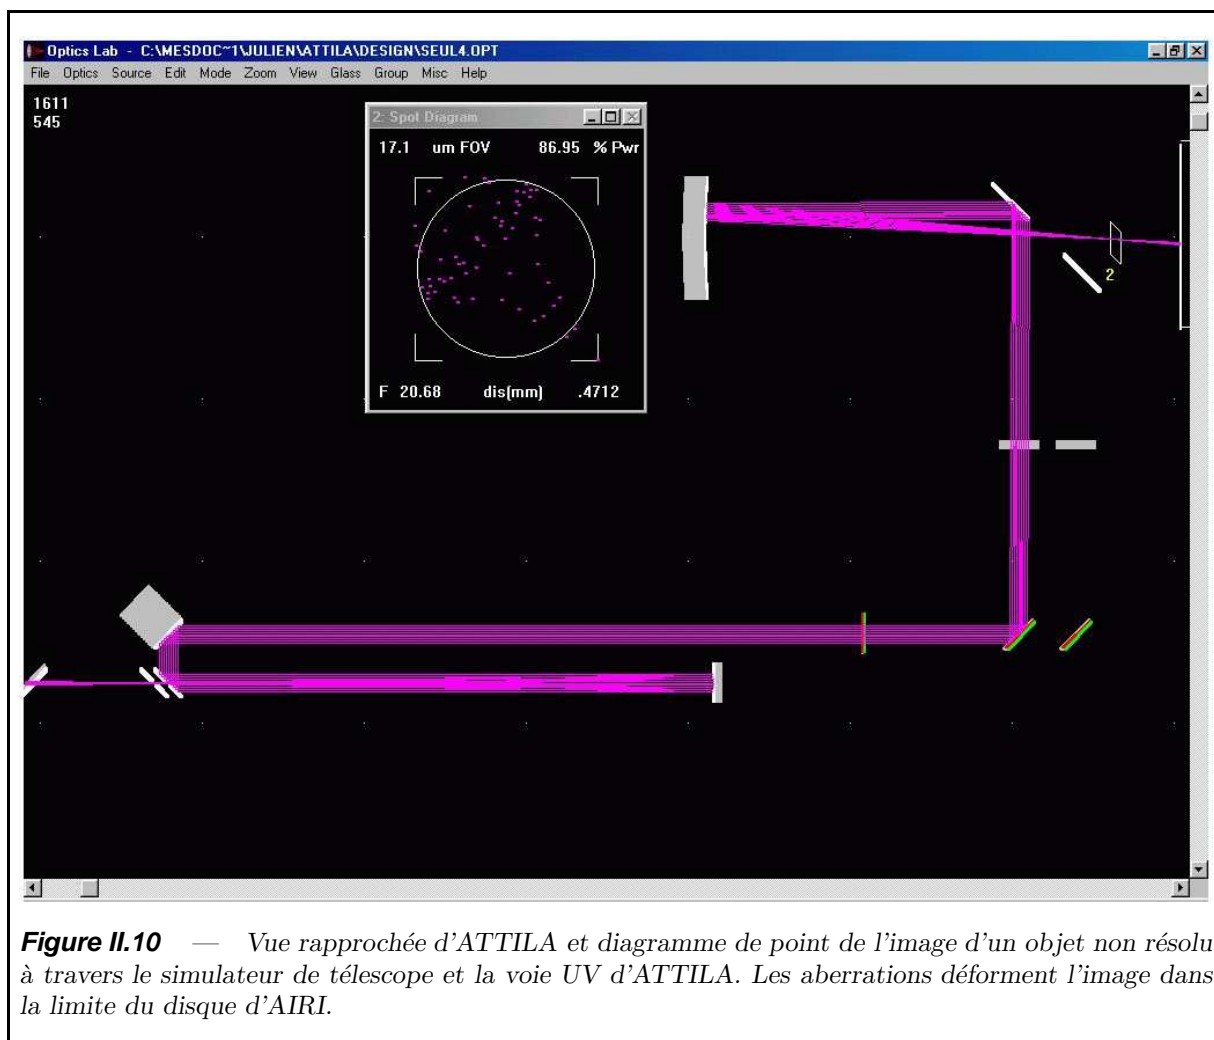 Optics Lab - C:\MESDOC~1\JULIEN\ATTILA\DESIGN\SEUL4.OPT
File Optics Source Edit Mode Zoom View Glass Group Misc Help
1611
545
2: Spot Diagram
17.1 um FOV 86.95 % Pwr
F 20.68 dis(mm) .4712
2
Figure II.10 — Vue rapprochée d'ATTILA et diagramme de point de l'image d'un objet non résolu
à travers le simulateur de télescope et la voie UV d'ATTILA. Les aberrations déforment l'image dans
la limite du disque d'AIRI.